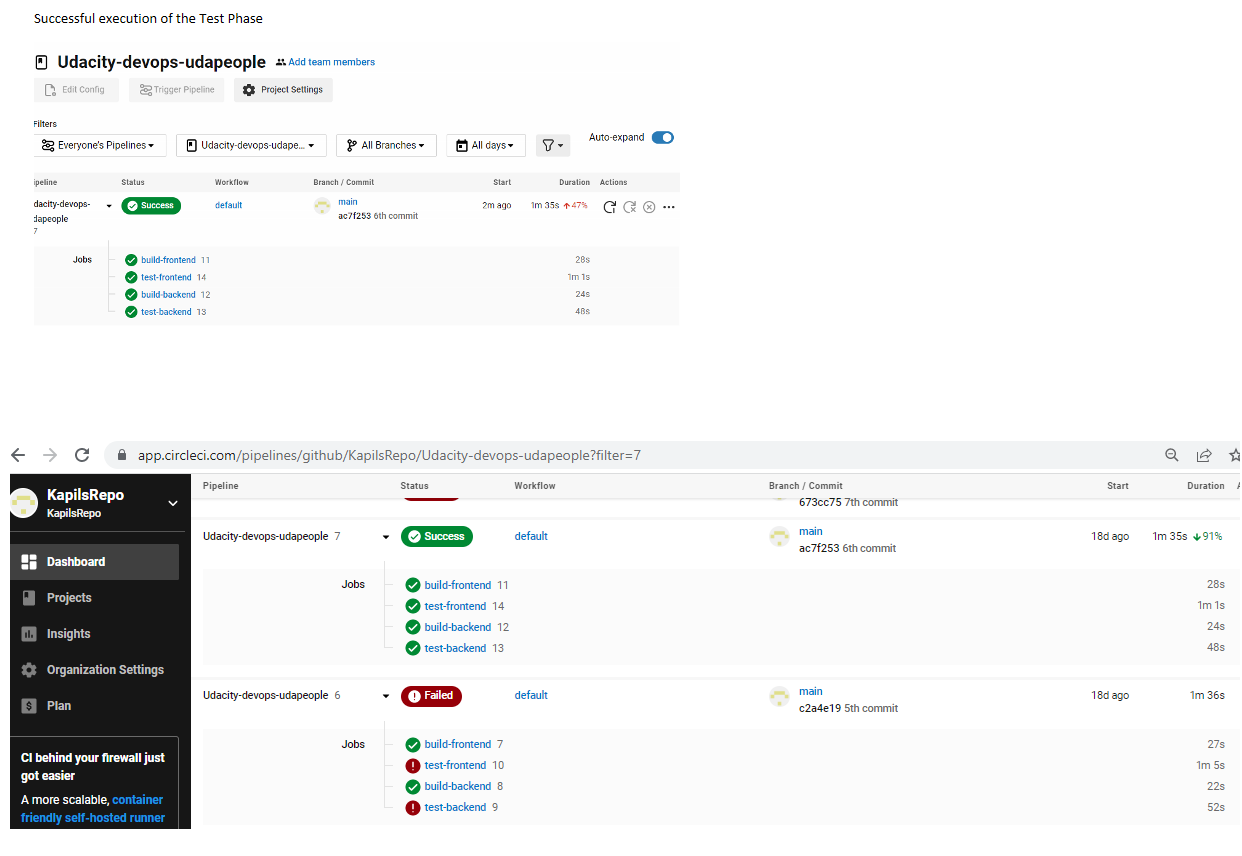 Successful execution of the Test Phase
Udacity-devops-udapeople Add team members
Edit Config Trigger Pipeline Project Settings
Filters
Everyone's Pipelines Udacity-devops-udape... All Branches All days Auto-expand
ipeline Status Workflow Branch / Commit Start Duration Actions
dacity-devops- Success default main 2m ago 1m 35s 47%
dapeople ac7f253 6th commit
7
Jobs build-frontend 11 28s
test-frontend 14 1m 1s
build-backend 12 24s
test-backend 13 48s
app.circleci.com/pipelines/github/KapilsRepo/Udacity-devops-udapeople?filter=7
KapilsRepo
KapilsRepo
Dashboard
Projects
Insights
Organization Settings
Plan
CI behind your firewall just
got easier
A more scalable, container
friendly self-hosted runner
Pipeline Status Workflow Branch / Commit Start Duration
673cc75 7th commit
Udacity-devops-udapeople 7 Success default main 18d ago 1m 35s 91%
ac7f253 6th commit
Jobs build-frontend 11 28s
test-frontend 14 1m 1s
build-backend 12 24s
test-backend 13 48s
Udacity-devops-udapeople 6 Failed default main 18d ago 1m 36s
c2a4e19 5th commit
Jobs build-frontend 7 27s
test-frontend 10 1m 5s
build-backend 8 22s
test-backend 9 52s